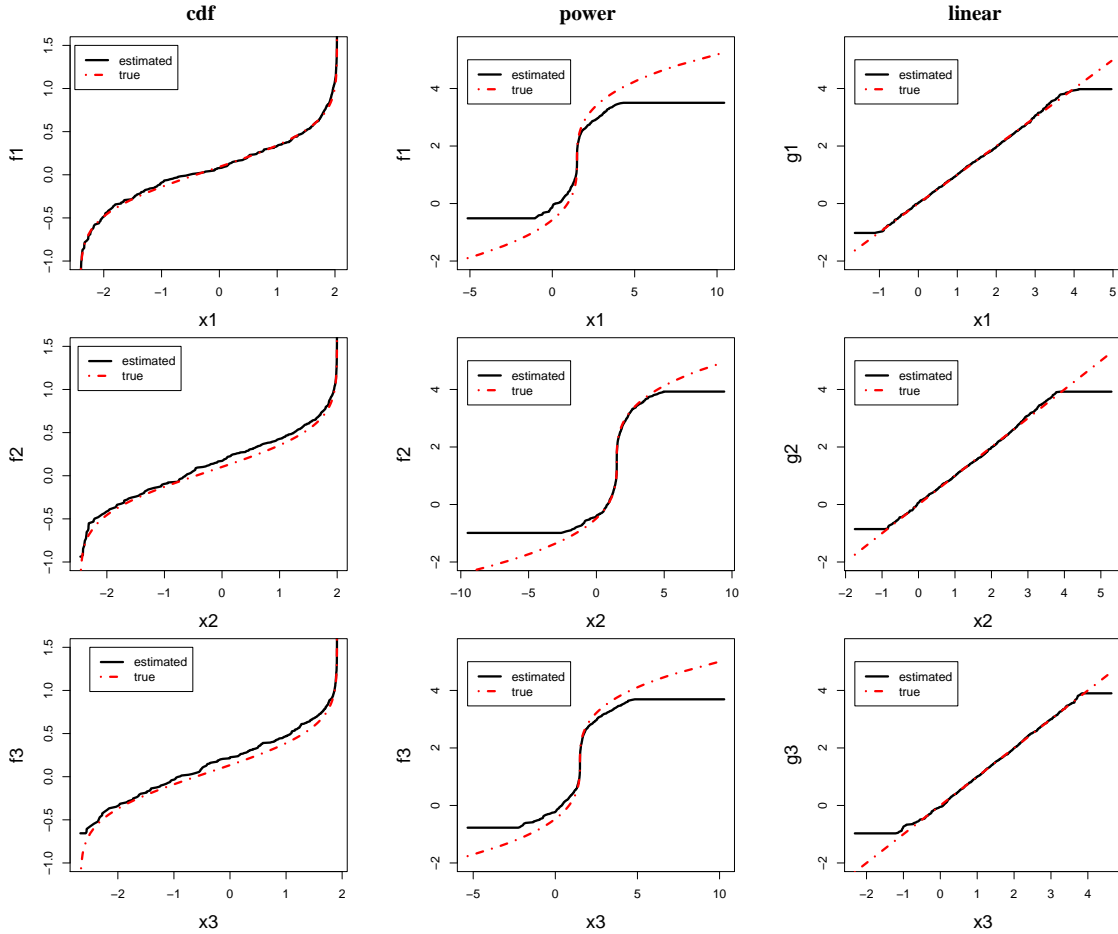 cdf power linear
estimated
true
f1
−1.0 −0.5 0.0 0.5 1.0 1.5
−2 −1 0 1 2
x1
estimated
true
f1
−2 0 2 4
−5 0 5 10
x1
estimated
true
g1
−2 0 2 4
−1 0 1 2 3 4 5
x1
estimated
true
f2
−1.0 −0.5 0.0 0.5 1.0 1.5
−2 −1 0 1 2
x2
estimated
true
f2
−2 0 2 4
−10 −5 0 5 10
x2
estimated
true
g2
−2 0 2 4
−2 −1 0 1 2 3 4 5
x2
estimated
true
f3
−1.0 −0.5 0.0 0.5 1.0 1.5
−2 −1 0 1 2
x3
estimated
true
f3
−2 0 2 4
−5 0 5 10
x3
estimated
true
g3
−2 0 2 4
−2 −1 0 1 2 3 4
x3